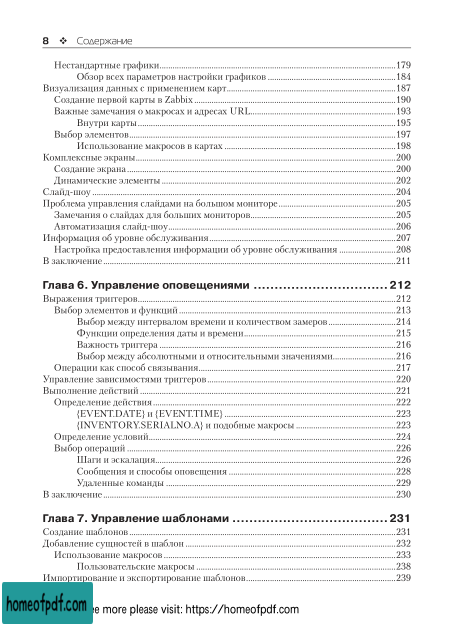 8 ❖ Содержание
Нестандартные графики....179
Обзор всех параметров настройки графиков....184
Визуализация данных с применением карт....187
Создание первой карты в Zabbix....190
Важные замечания о макросах и адресах URL....193
Внутри карты....195
Выбор элементов....197
Использование макросов в картах....198
Комплексные экраны....200
Создание экрана....200
Динамические элементы....202
Слайд-шоу....204
Проблема управления слайдами на большом мониторе....205
Замечания о слайдах для больших мониторов....205
Автоматизация слайд-шоу....206
Информация об уровне обслуживания....207
Настройка предоставления информации об уровне обслуживания....208
В заключение....211
Глава 6. Управление оповещениями....212
Выражения триггеров....212
Выбор элементов и функций....213
Выбор между интервалом времени и количеством замеров....214
Функции определения даты и времени....215
Важность триггера....216
Выбор между абсолютными и относительными значениями....216
Операции как способ связывания....217
Управление зависимостями триггеров....220
Выполнение действий....221
Определение действия....222
{EVENT.DATE} и {EVENT.TIME}....223
{INVENTORY.SERIALNO.A} и подобные макросы....223
Определение условий....224
Выбор операций....226
Шаги и эскалация....226
Сообщения и способы оповещения....228
Удаленные команды....229
В заключение....230
Глава 7. Управление шаблонами....231
Создание шаблонов....231
Добавление сущностей в шаблон....232
Использование макросов....233
Пользовательские макросы....238
Импортирование и экспортирование шаблонов....239
homeofpdf.com
ee more please visit: https://homeofpdf.com